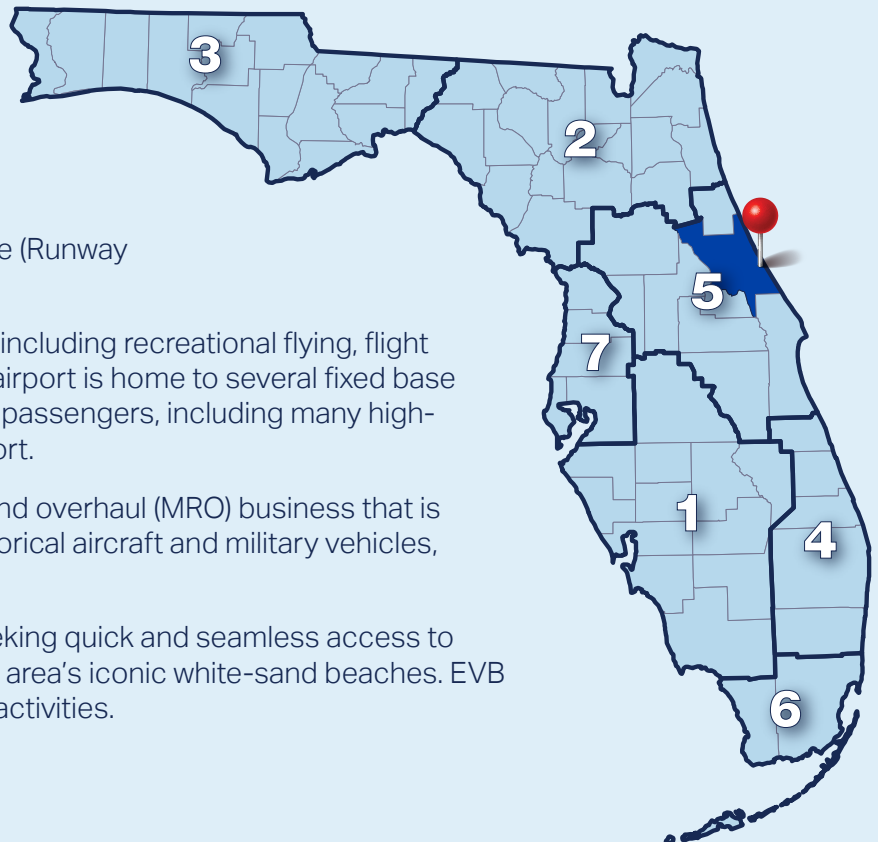 3
2
e (Runway
5
including recreational flying, flight
7
airport is home to several fixed base
passengers, including many high-
ort.
nd overhaul (MRO) business that is
1
orical aircraft and military vehicles,
4
eking quick and seamless access to
area's iconic white-sand beaches. EVB
6
activities.